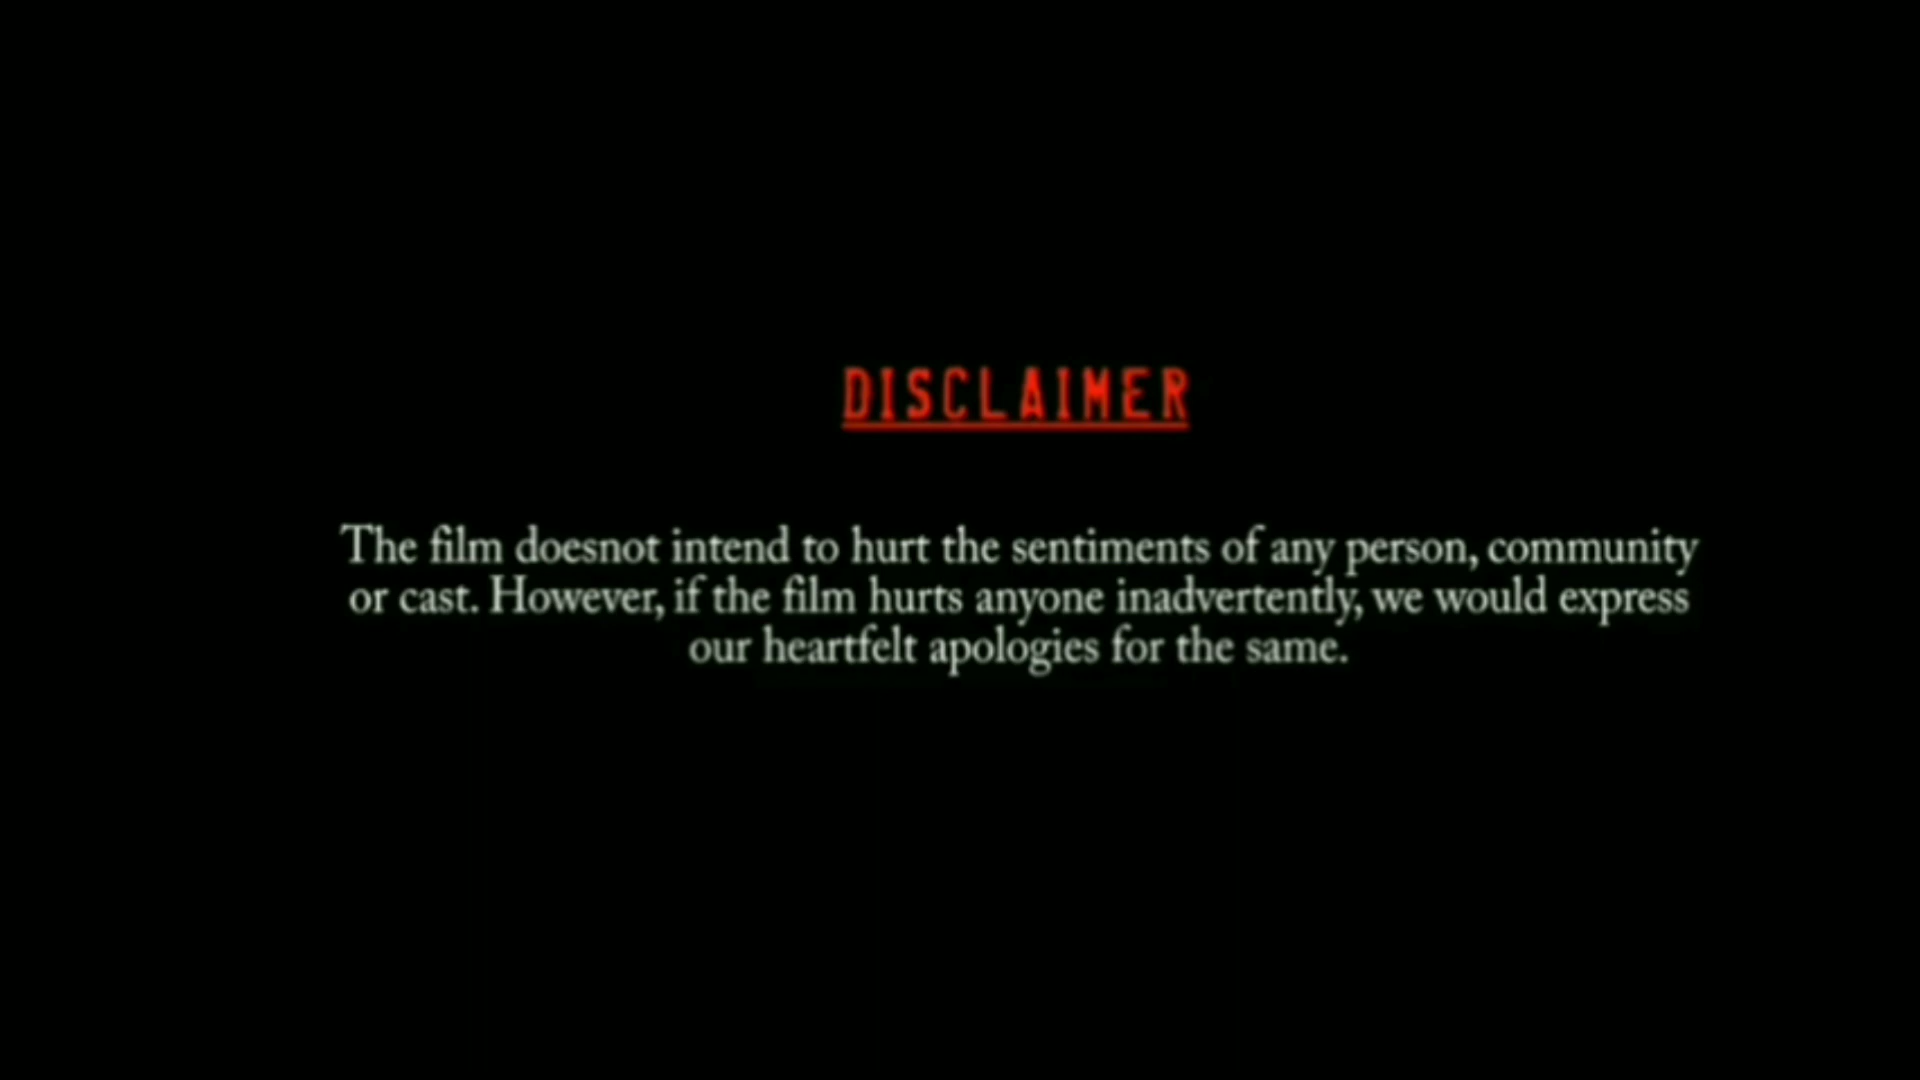 DISCLAIMER
The film doesnot intend to hurt the sentiments of any person, community
or cast. However, if the film hurts anyone inadvertently, we would express
our heartfelt apologies for the same.